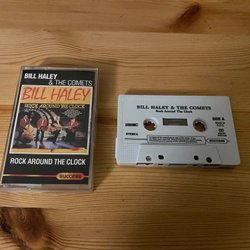 BILL HALEY
& THE COMETS
BILL HALEY
ROCK AROUND THE CLOCK
ROCK AROUND THE CLOCK
success
BILL HALEY & THE COMETS
Rock Around The Clock
SIDE A
STEREO
success